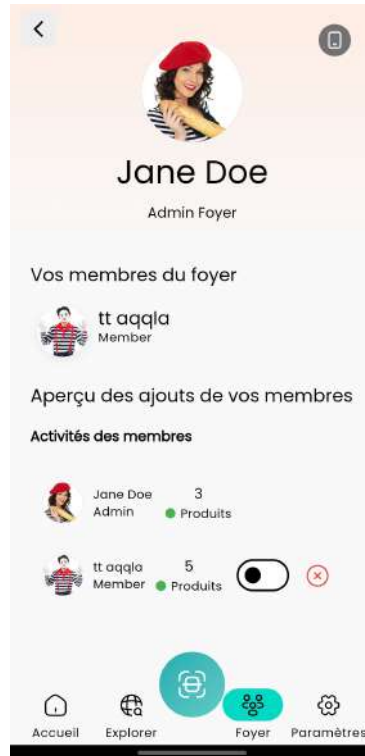 Jane Doe
Admin Foyer
Vos membres du foyer
tt aqqla
Member
Aperçu des ajouts de vos membres
Activités des membres
Jane Doe 3
Admin Produits
tt aqqla 5
Member Produits
Accueil Explorer Foyer Paramètres